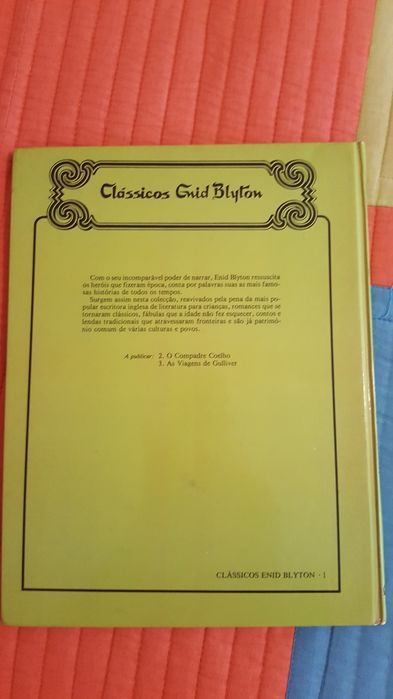 Clássicos Enid Blyton
Com o seu incomparável poder de narrar, Enid Blyton ressuscita
os heróis que fizeram época, conta por palavras suas as mais famo-
sas histórias de todos os tempos.
Surgem assim nesta colecção, reavivados pela pena da mais po-
pular escritora inglesa de literatura para crianças, romances que se
tornaram clássicos, fábulas que a idade não fez esquecer, contos e
lendas tradicionais que atravessaram fronteiras e são já patrimó-
nio comum de várias culturas e povos.
A publicar: 2. O Compadre Coelho
3. As Viagens de Gulliver
CLÁSSICOS ENID BLYTON - 1